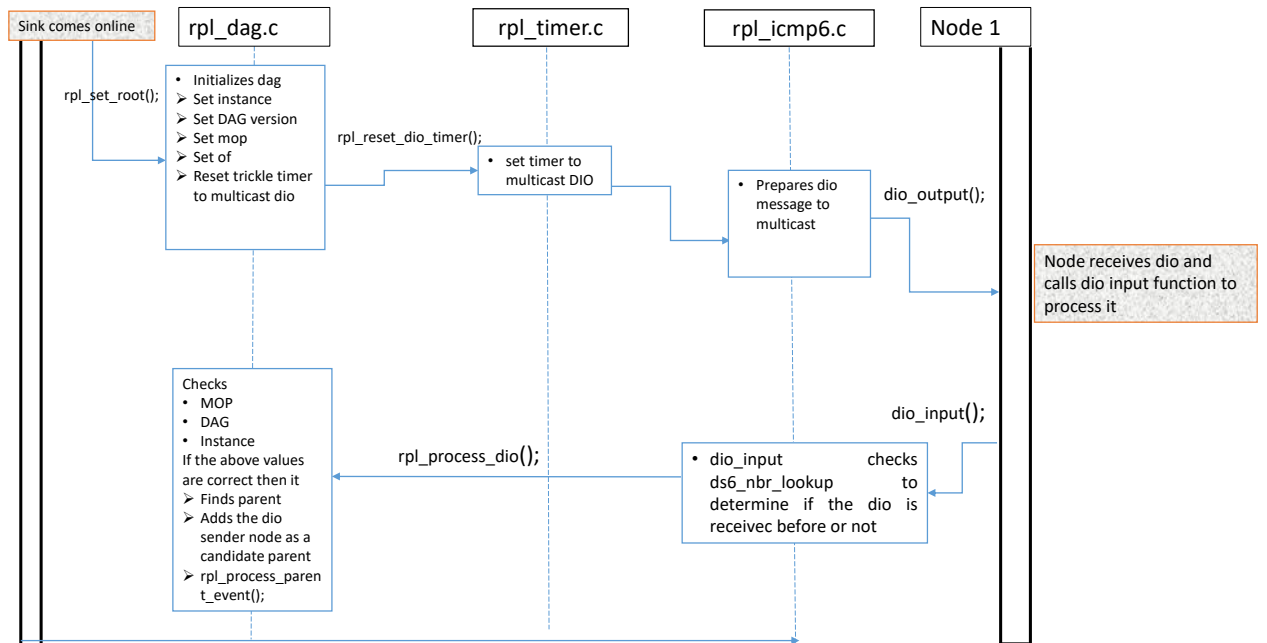 Sink comes online
rpl_dag.c
rpl_timer.c
rpl_icmp6.c
Node 1
rpl_set_root();
• Initializes dag
➢ Set instance
➢ Set DAG version
➢ Set mop
➢ Set of
➢ Reset trickle timer
to multicast dio
rpl_reset_dio_timer();
• set timer to
multicast DIO
• Prepares dio
message to
multicast
dio_output();
Node receives dio and
calls dio input function to
process it
dio_input();
• dio_input checks
ds6_nbr_lookup to
determine if the dio is
receivec before or not
rpl_process_dio();
Checks
• MOP
• DAG
• Instance
If the above values
are correct then it
➢ Finds parent
➢ Adds the dio
sender node as a
candidate parent
➢ rpl_process_paren
t_event();